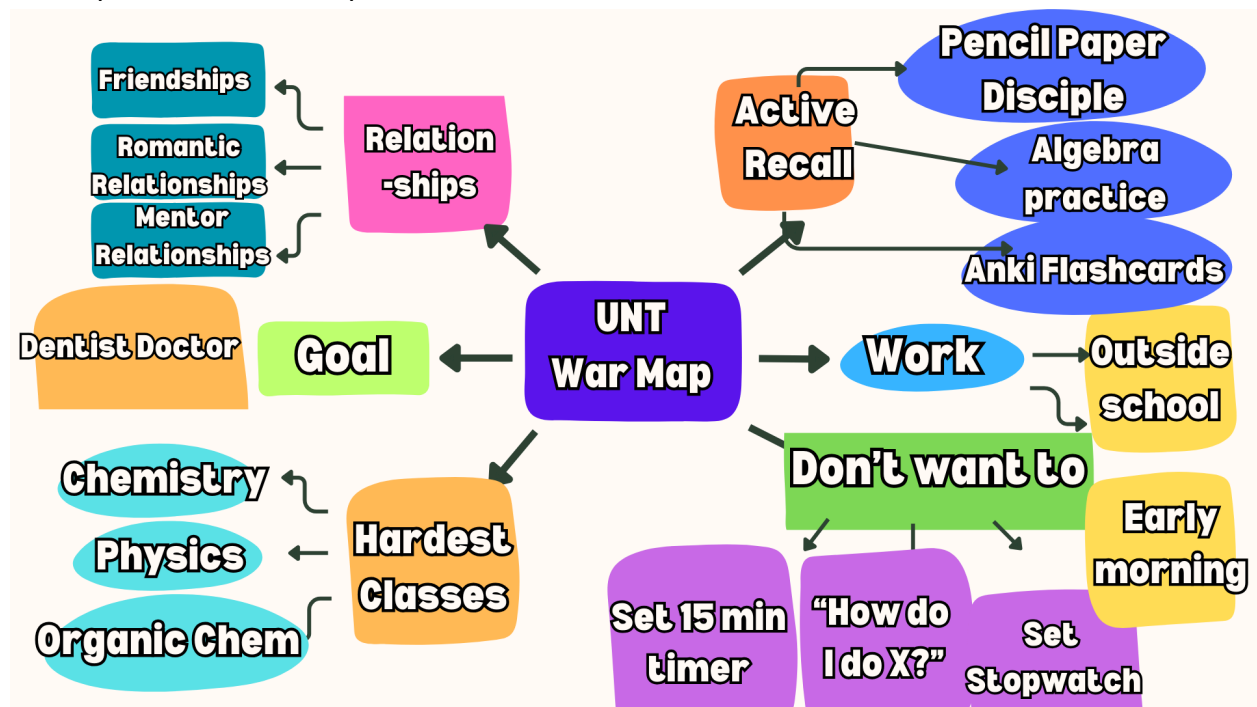 Friendships
Romantic
Relationships
Mentor
Relationships
Relation
-ships
Active
Recall
Pencil Paper
Disciple
Algebra
practice
Anki Flashcards
Dentist Doctor
Goal
UNT
War Map
Work
Outside
school
Early
morning
Don't want to
Set 15 min
timer
"How do
I do X?"
Set
Stopwatch
Hardest
Classes
Chemistry
Physics
Organic Chem